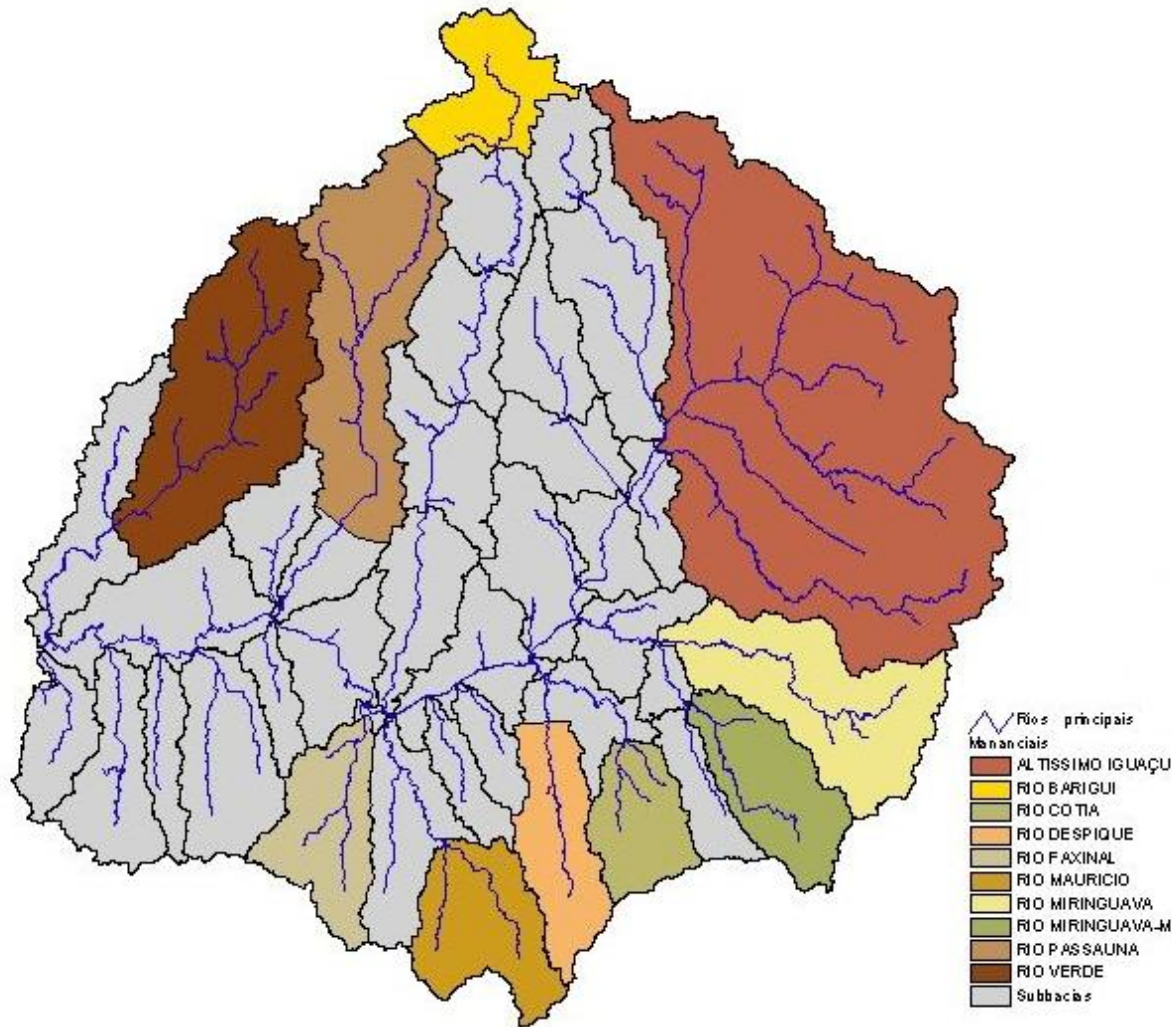 Rios principais
Mananciais
ALTISSIMO IGUAÇU
RIO BARIGUI
RIO COTIA
RIO DESPIQUE
RIO FAXINAL
RIO MAURICIO
RIO MIRINGUAVA
RIO MIRINGUAVA-M
RIO PASSAUNA
RIO VERDE
Subbacias